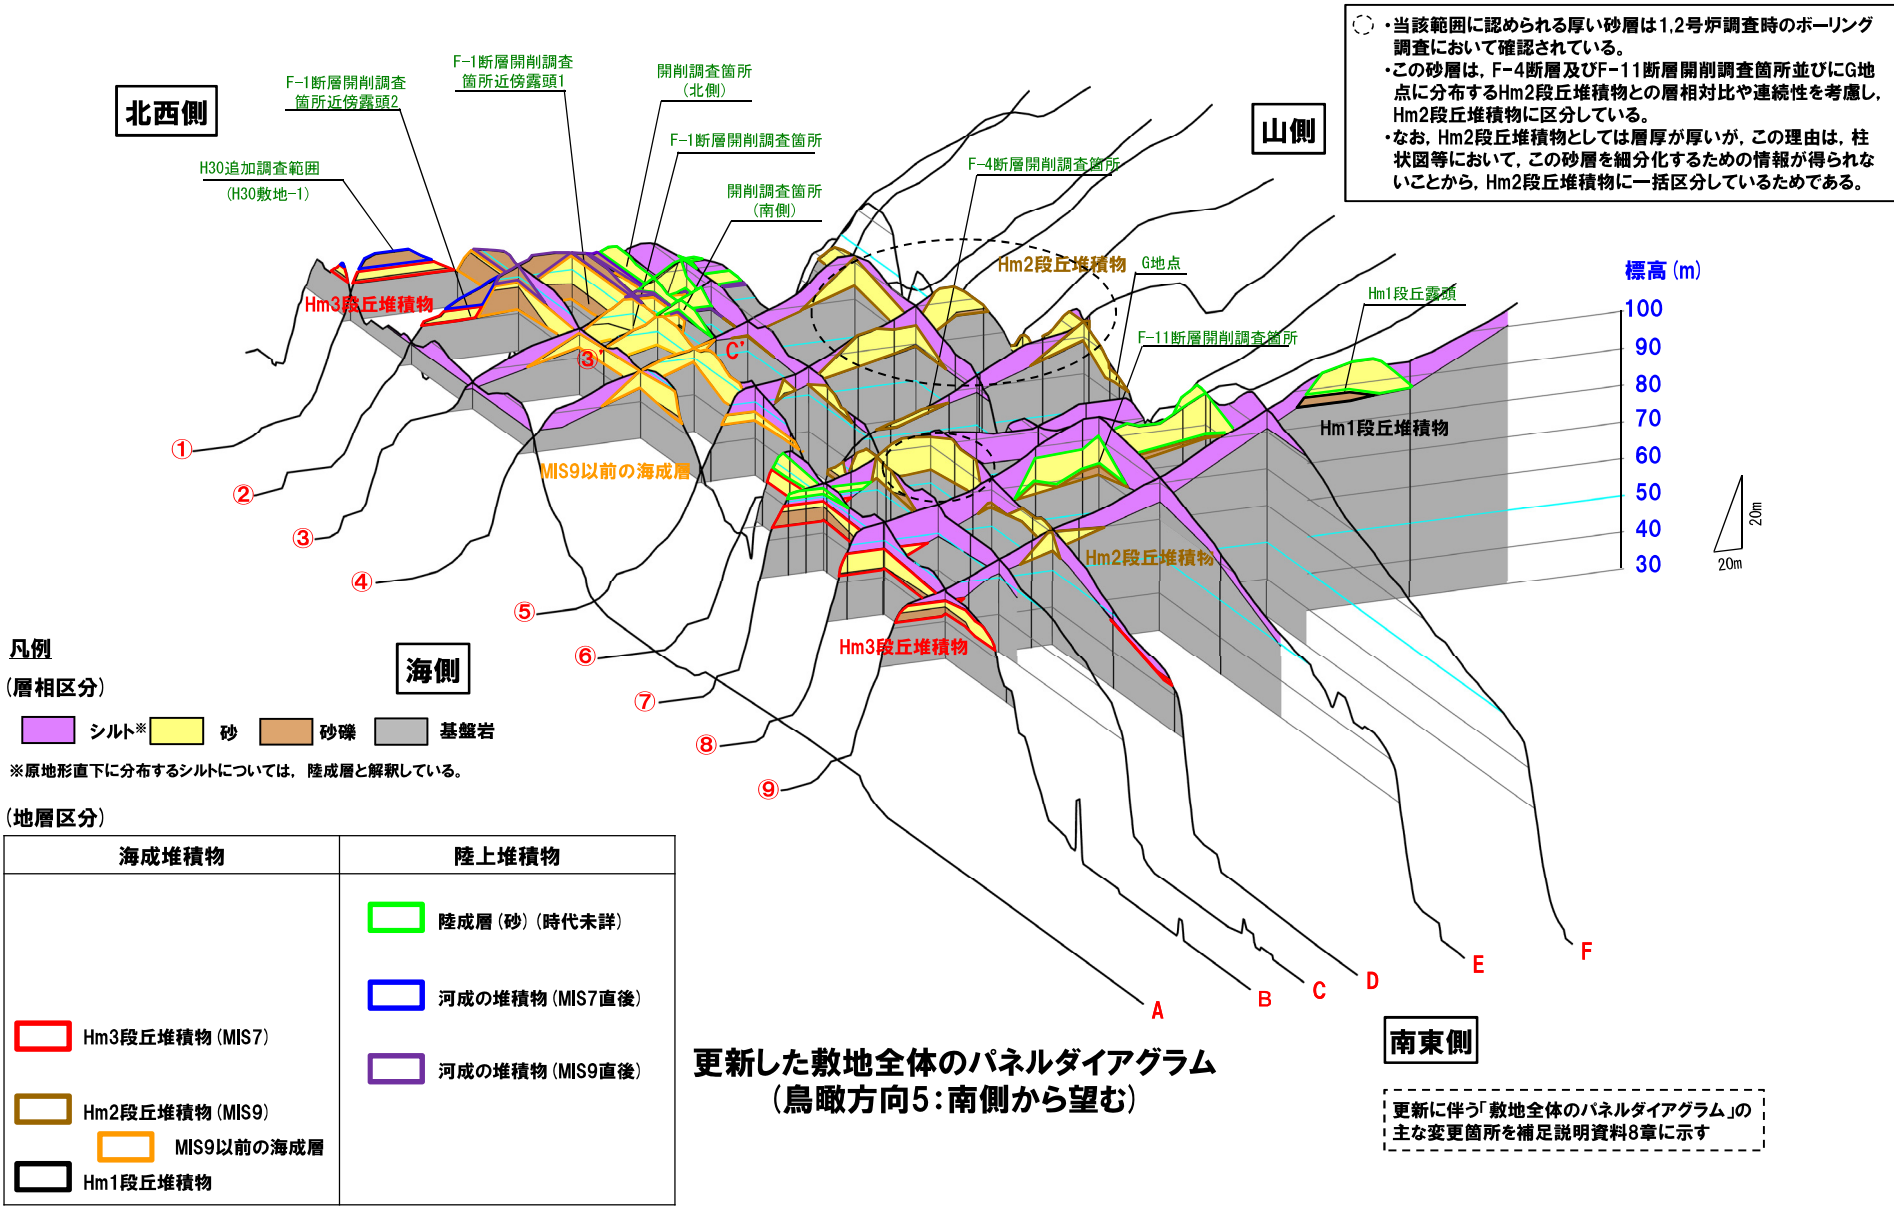 ・当該範囲に認められる厚い砂層は1,2号炉調査時のボーリング
調査において確認されている。
・この砂層は，F-4断層及びF-11断層開削調査箇所並びにG地
点に分布するHm2段丘堆積物との層相対比や連続性を考慮し，
Hm2段丘堆積物に区分している。
・なお，Hm2段丘堆積物としては層厚が厚いが，この理由は，柱
状図等において，この砂層を細分化するための情報が得られな
いことから，Hm2段丘堆積物に一括区分しているためである。
北西側
山側
F-1断層開削調査
箇所近傍露頭2
F-1断層開削調査
箇所近傍露頭1
開削調査箇所
(北側)
F-1断層開削調査箇所
F-4断層開削調査箇所
H30追加調査範囲
(H30敷地-1)
開削調査箇所
(南側)
Hm2段丘堆積物
G地点
Hm1段丘露頭
F-11断層開削調査箇所
標高(m)
100
90
80
70
60
50
40
30
20m
20m
Hm3段丘堆積物
③'
C'
Hm1段丘堆積物
MIS9以前の海成層
Hm2段丘堆積物
Hm3段丘堆積物
①
②
③
④
⑤
⑥
⑦
⑧
⑨
A
B
C
D
E
F
海側
南東側
凡例
(層相区分)
シルト※
砂
砂礫
基盤岩
※原地形直下に分布するシルトについては，陸成層と解釈している。
(地層区分)
海成堆積物
陸上堆積物
陸成層(砂)(時代未詳)
河成の堆積物(MIS7直後)
Hm3段丘堆積物(MIS7)
河成の堆積物(MIS9直後)
Hm2段丘堆積物(MIS9)
MIS9以前の海成層
Hm1段丘堆積物
更新した敷地全体のパネルダイアグラム
(鳥瞰方向5：南側から望む)
更新に伴う「敷地全体のパネルダイアグラム」の
主な変更箇所を補足説明資料8章に示す